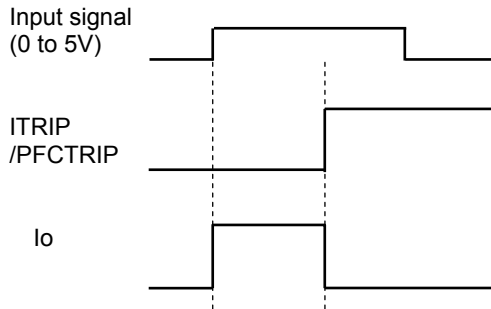 Input signal
(0 to 5V)
ITRIP
/PFCTRIP
Io